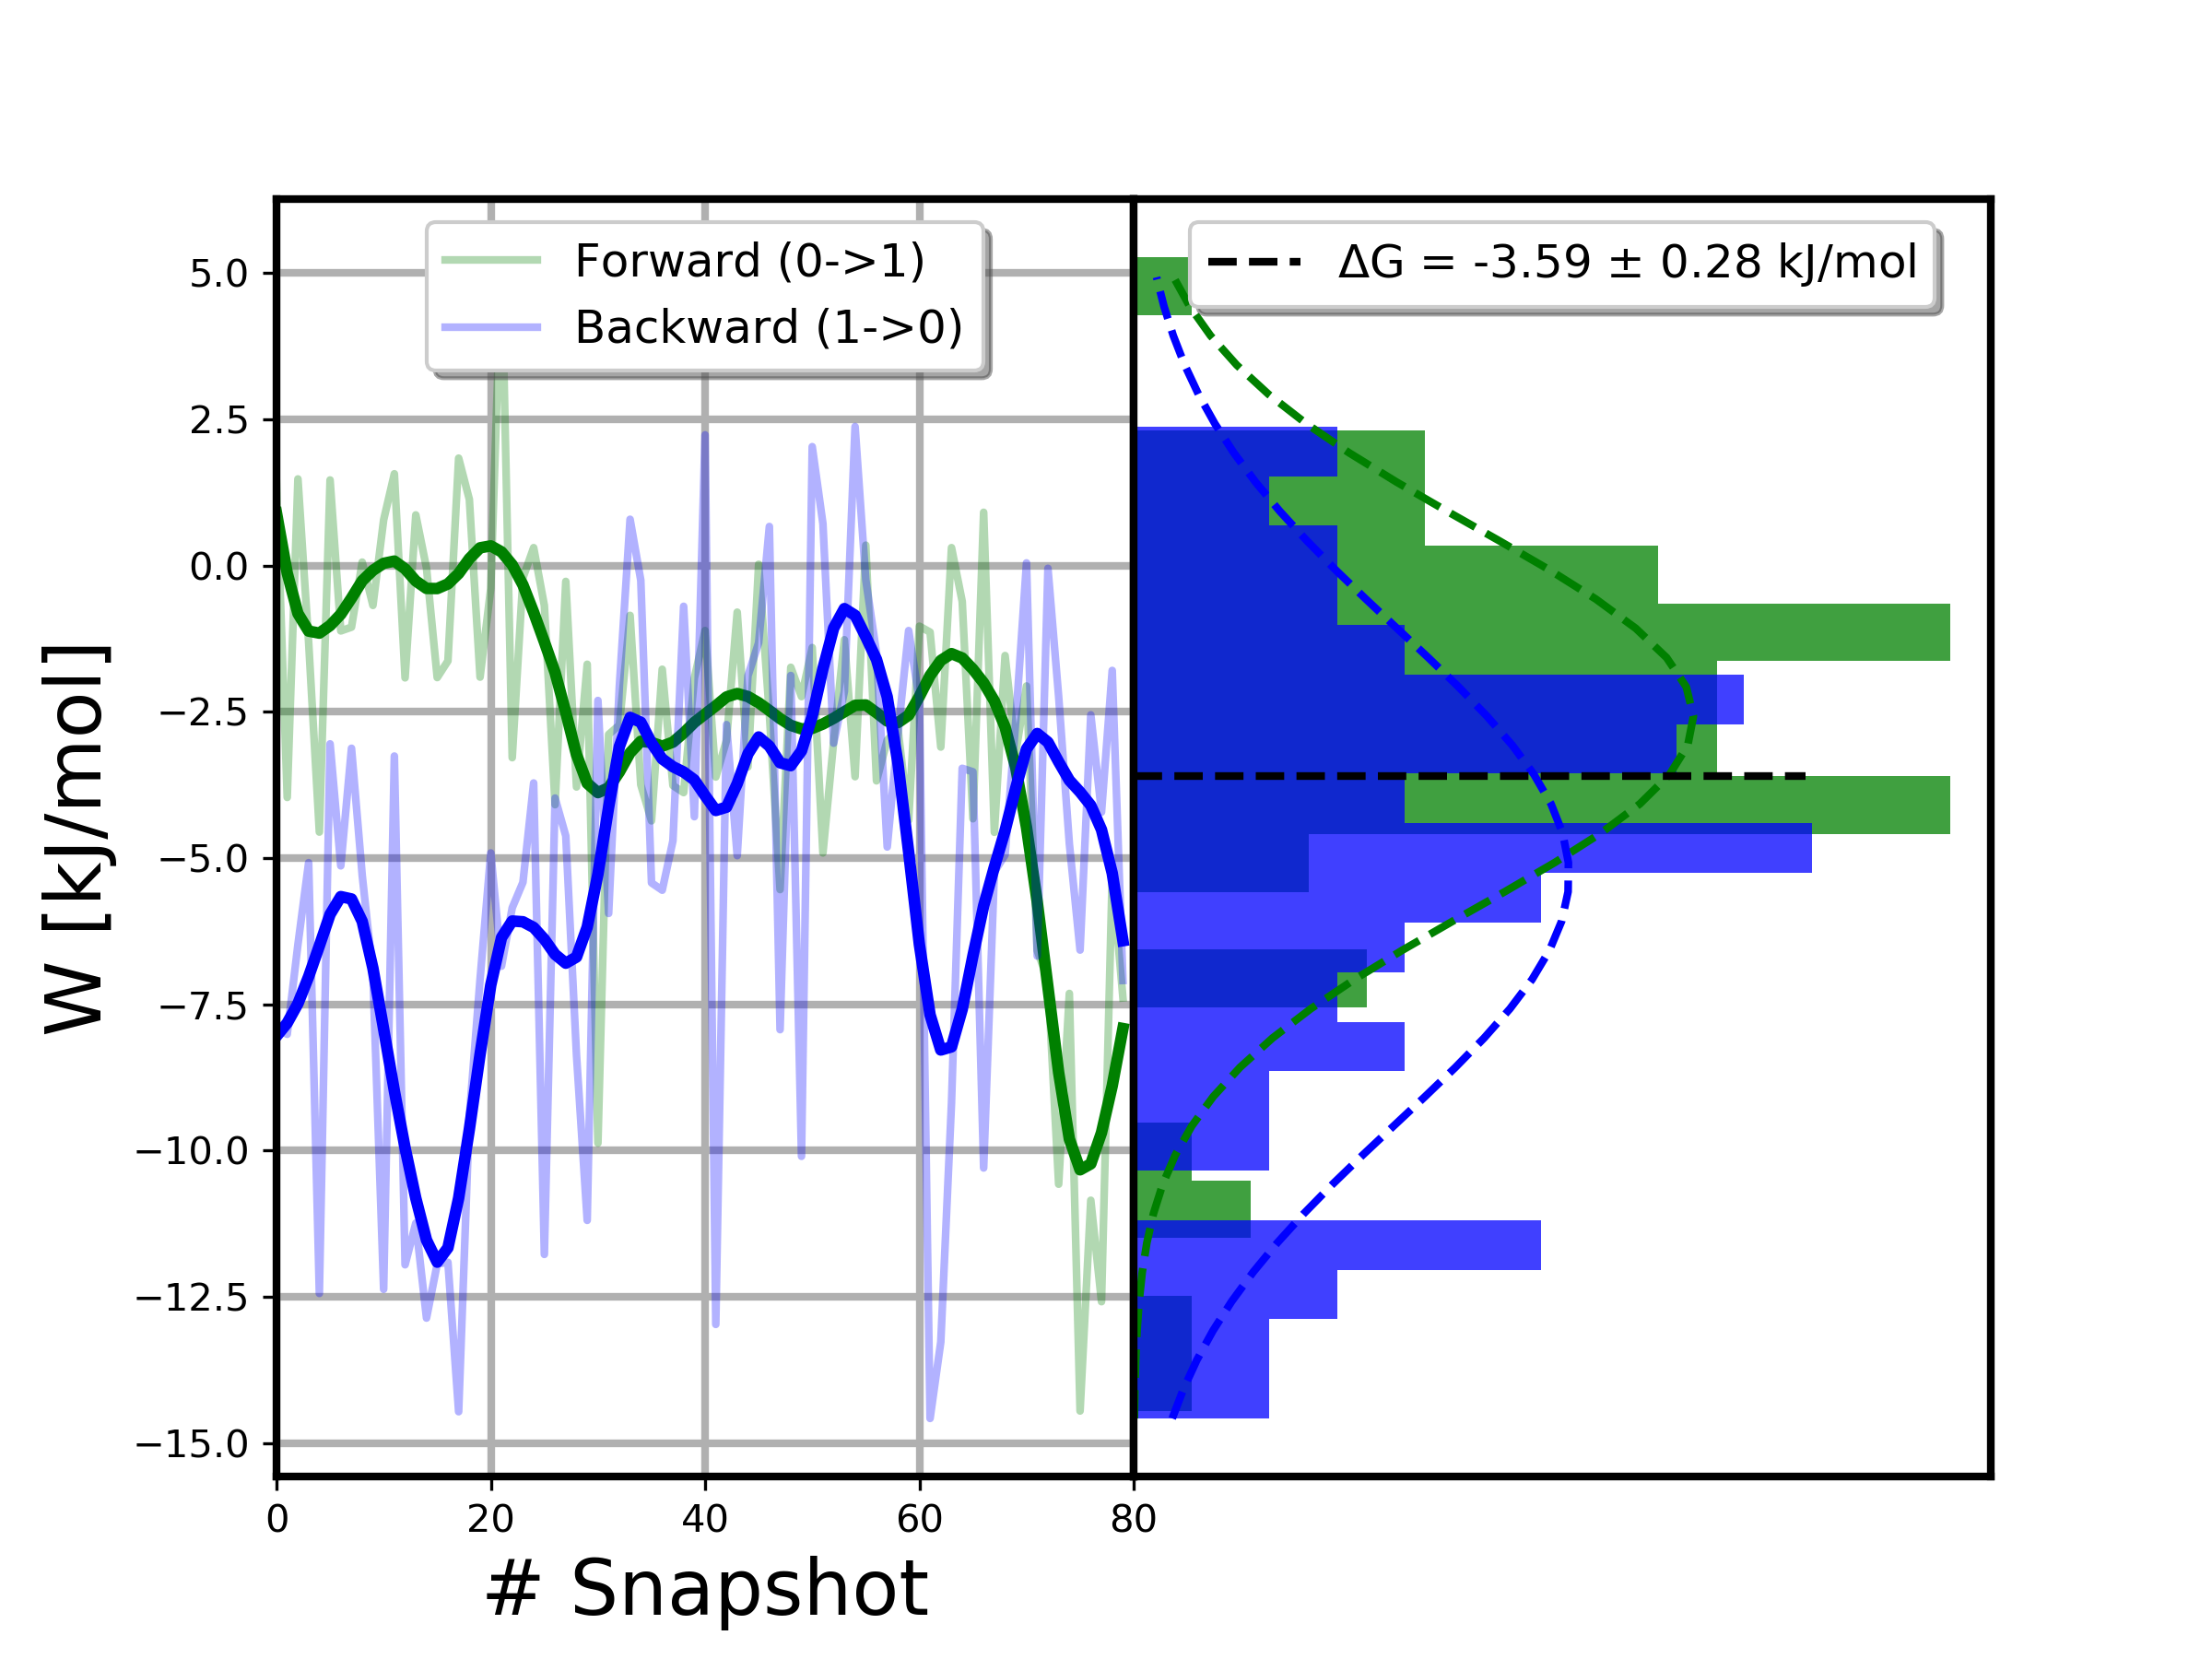 Forward (0->1)
Backward (1->0)
ΔG = -3.59 ± 0.28 kJ/mol
W [kJ/mol]
5.0
2.5
0.0
−2.5
−5.0
−7.5
−10.0
−12.5
−15.0
0 20 40 60 80
# Snapshot